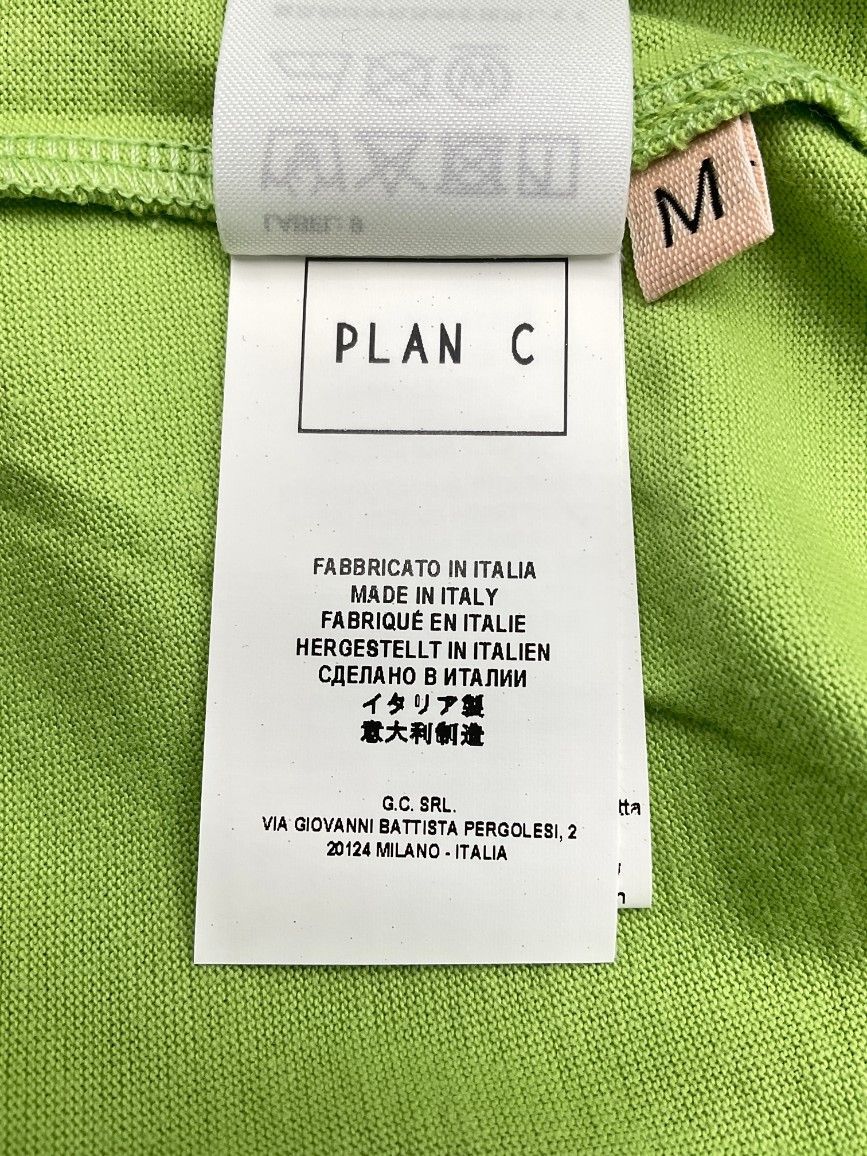 M
PLAN C
FABBRICATO IN ITALIA
MADE IN ITALY
FABRIQUÉ EN ITALIE
HERGESTELLT IN ITALIEN
СДЕЛАНО В ИТАЛИИ
イタリア製
意大利制造
G.C. SRL.
VIA GIOVANNI BATTISTA PERGOLESI, 2
20124 MILANO - ITALIA
tta